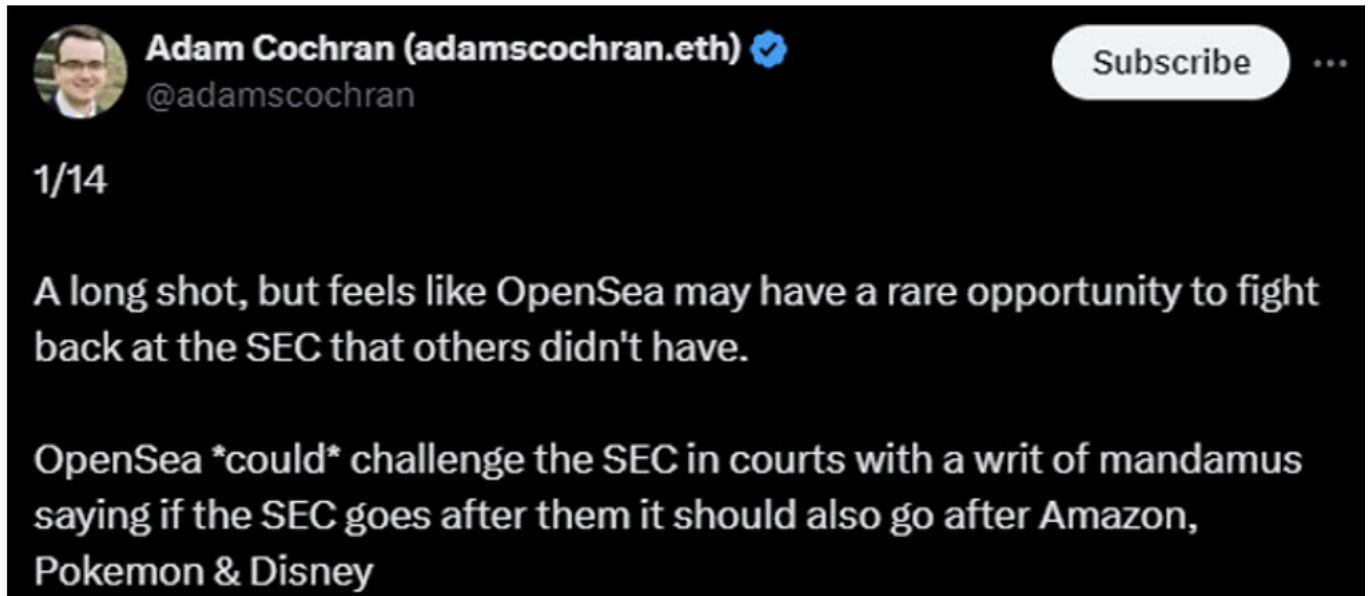 Adam Cochran (adamscochran.eth)
@adamscochran
Subscribe
1/14
A long shot, but feels like OpenSea may have a rare opportunity to fight
back at the SEC that others didn't have.
OpenSea *could* challenge the SEC in courts with a writ of mandamus
saying if the SEC goes after them it should also go after Amazon,
Pokemon & Disney